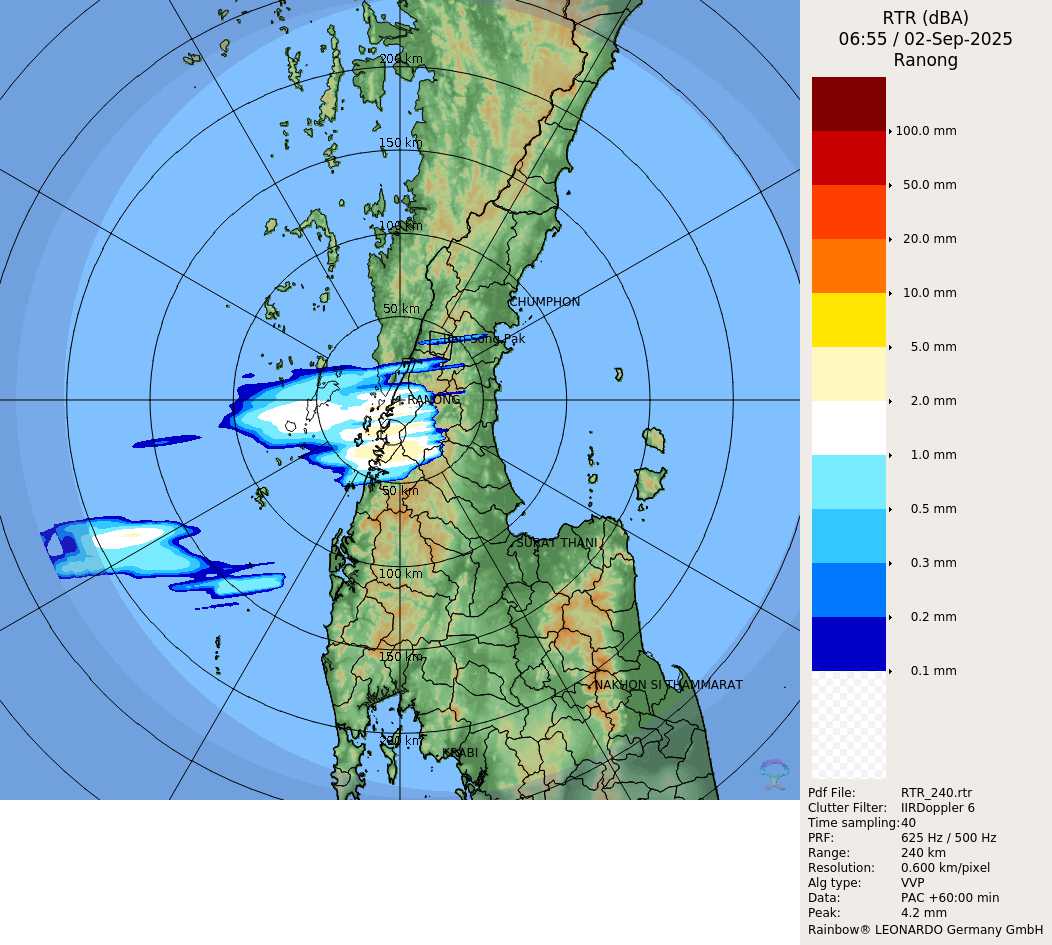 RTR (dBA)
06:55 / 02-Sep-2025
Ranong
100.0 mm
50.0 mm
20.0 mm
10.0 mm
5.0 mm
2.0 mm
1.0 mm
0.5 mm
0.3 mm
0.2 mm
0.1 mm
Pdf File: RTR_240.rtr
Clutter Filter: IIRDoppler 6
Time sampling: 40
PRF: 625 Hz / 500 Hz
Range: 240 km
Resolution: 0.600 km/pixel
Alg type: VVP
Data: PAC +60:00 min
Peak: 4.2 mm
Rainbow® LEONARDO Germany GmbH
200 km
150 km
100 km
CHUMPHON
50 km
Song Pak
RANONG
50 km
SURAT THANI
100 km
150 km
NAKHON SI THAMMARAT
200 km
KRABI